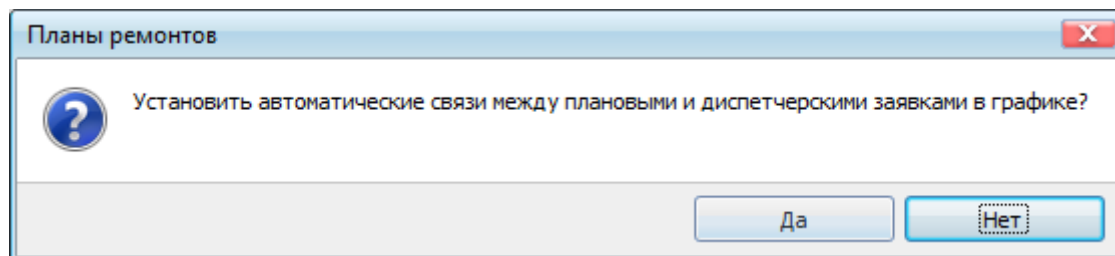 Планы ремонтов
Установить автоматические связи между плановыми и диспетчерскими заявками в графике?
Да
Нет